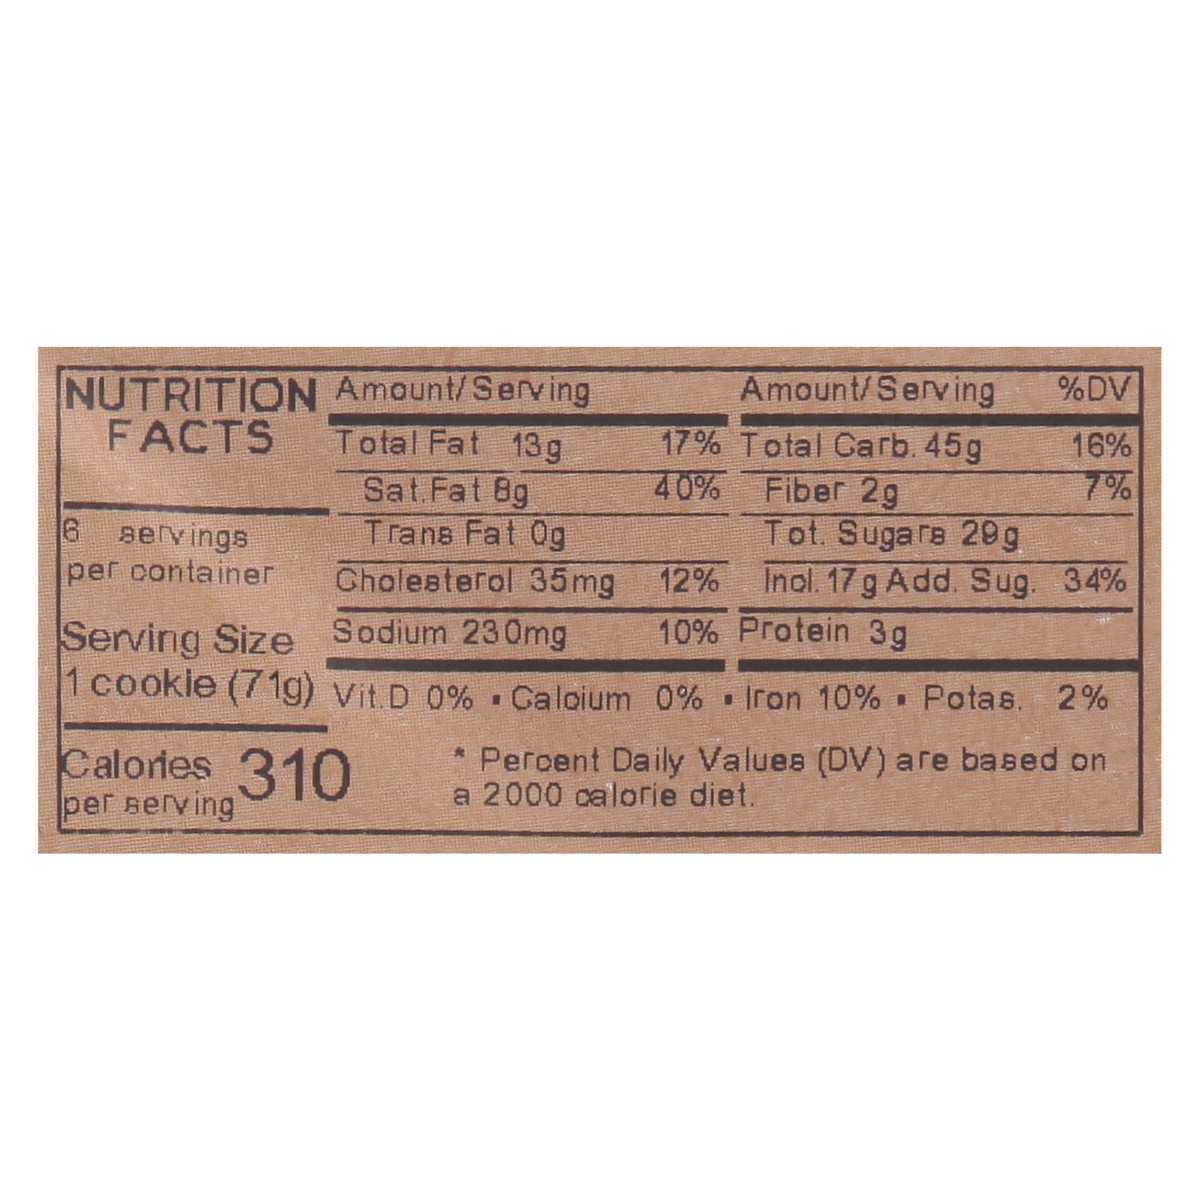 NUTRITION
FACTS
6 servings
per container
Serving Size
1 cookie (71g)
Calories
per serving 310
Amount/Serving
Total Fat 13g 17%
Sat.Fat 8g 40%
Trans Fat 0g
Cholesterol 35mg 12%
Sodium 230mg 10%
Amount/Serving %DV
Total Carb. 45g 16%
Fiber 2g 7%
Tot. Sugars 29g
Incl. 17g Add. Sug. 34%
Protein 3g
Vit.D 0% ▪ Calcium 0% ▪ Iron 10% ▪ Potas. 2%
* Percent Daily Values (DV) are based on
a 2000 calorie diet.